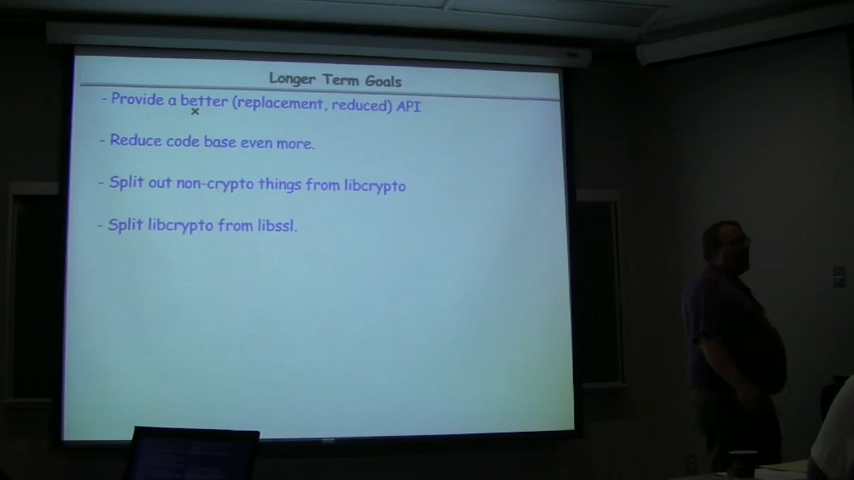 Longer Term Goals
- Provide a better (replacement, reduced) API
- Reduce code base even more.
- Split out non-crypto things from libcrypto
- Split libcrypto from libssl.